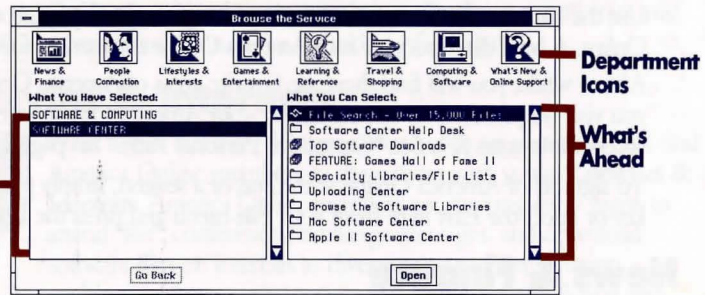 Browse the Service
News & Finance
People Connection
Lifestyles & Interests
Games & Entertainment
Learning & Reference
Travel & Shopping
Computing & Software
What's New & Online Support
Department Icons
What You Have Selected:
What You Can Select:
SOFTWARE & COMPUTING
SOFTWARE CENTER
File Search - Over 15,000 Files
Software Center Help Desk
Top Software Downloads
FEATURE: Games Hall of Fame II
Specialty Libraries/File Lists
Uploading Center
Browse the Software Libraries
Mac Software Center
Apple II Software Center
What's Ahead
Go Back
Open